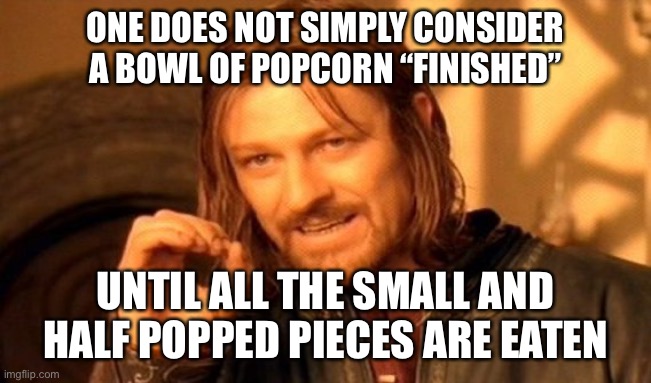 ONE DOES NOT SIMPLY CONSIDER
A BOWL OF POPCORN “FINISHED”
UNTIL ALL THE SMALL AND
HALF POPPED PIECES ARE EATEN
imgflip.com